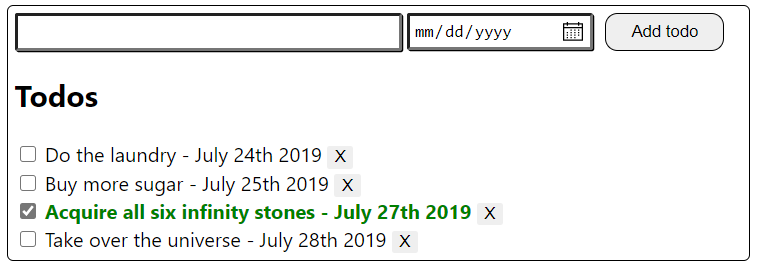 mm/dd/yyyy Add todo
Todos
Do the laundry - July 24th 2019 X
Buy more sugar - July 25th 2019 X
Acquire all six infinity stones - July 27th 2019 X
Take over the universe - July 28th 2019 X